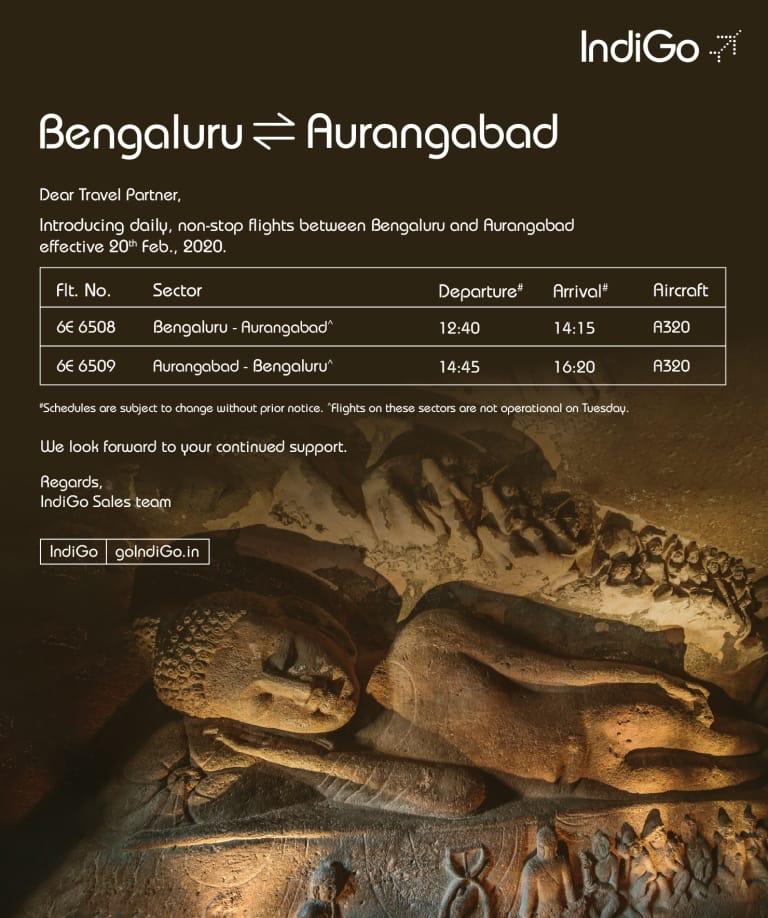 IndiGo
Bengaluru ⇌ Aurangabad
Dear Travel Partner,
Introducing daily, non-stop flights between Bengaluru and Aurangabad
effective 20th Feb., 2020.
Flt. No. Sector Departure# Arrival# Aircraft
6E 6508 Bengaluru - Aurangabad^ 12:40 14:15 A320
6E 6509 Aurangabad - Bengaluru^ 14:45 16:20 A320
#Schedules are subject to change without prior notice. ^Flights on these sectors are not operational on Tuesday.
We look forward to your continued support.
Regards,
IndiGo Sales team
IndiGo goIndiGo.in